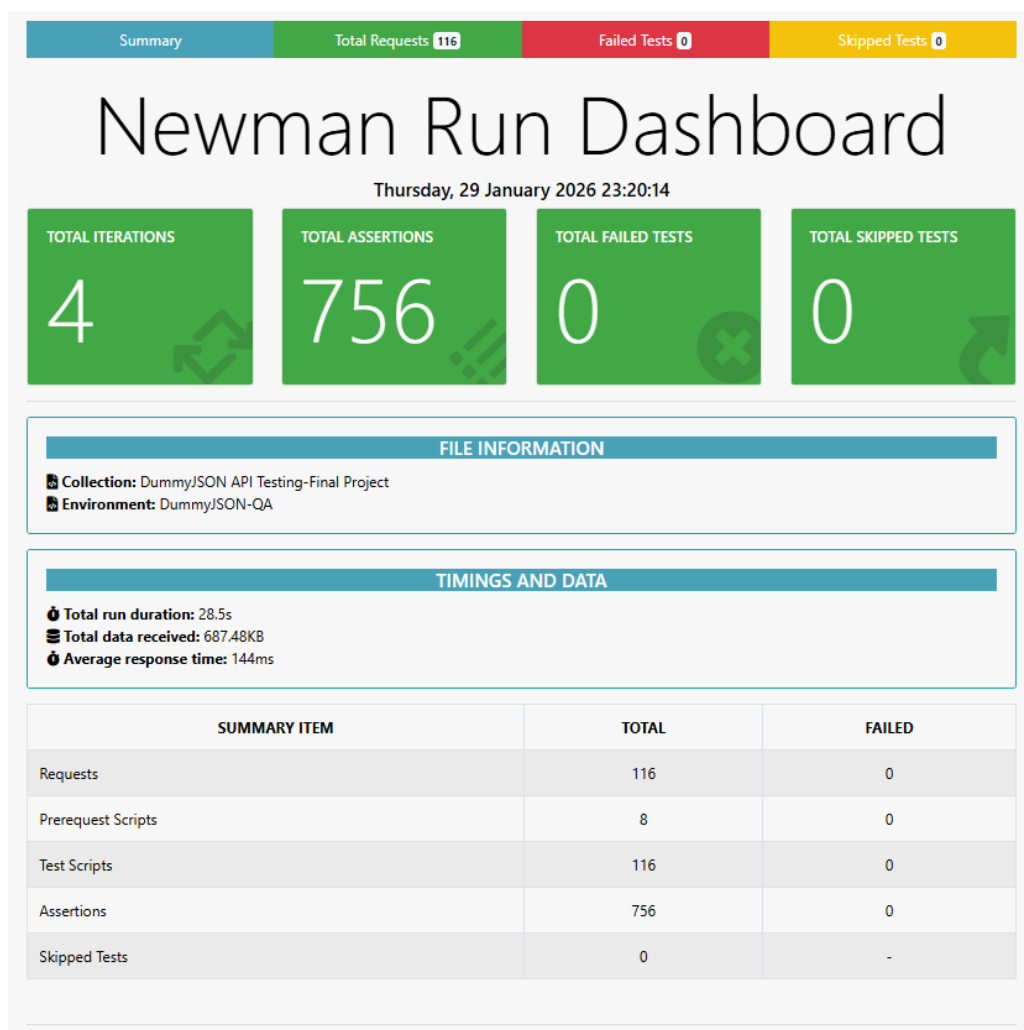 Summary Total Requests 116 Failed Tests 0 Skipped Tests 0
Newman Run Dashboard
Thursday, 29 January 2026 23:20:14
TOTAL ITERATIONS TOTAL ASSERTIONS TOTAL FAILED TESTS TOTAL SKIPPED TESTS
4 756 0 0
FILE INFORMATION
Collection: DummyJSON API Testing-Final Project
Environment: DummyJSON-QA
TIMINGS AND DATA
Total run duration: 28.5s
Total data received: 687.48KB
Average response time: 144ms
SUMMARY ITEM TOTAL FAILED
Requests 116 0
Prerequest Scripts 8 0
Test Scripts 116 0
Assertions 756 0
Skipped Tests 0 -